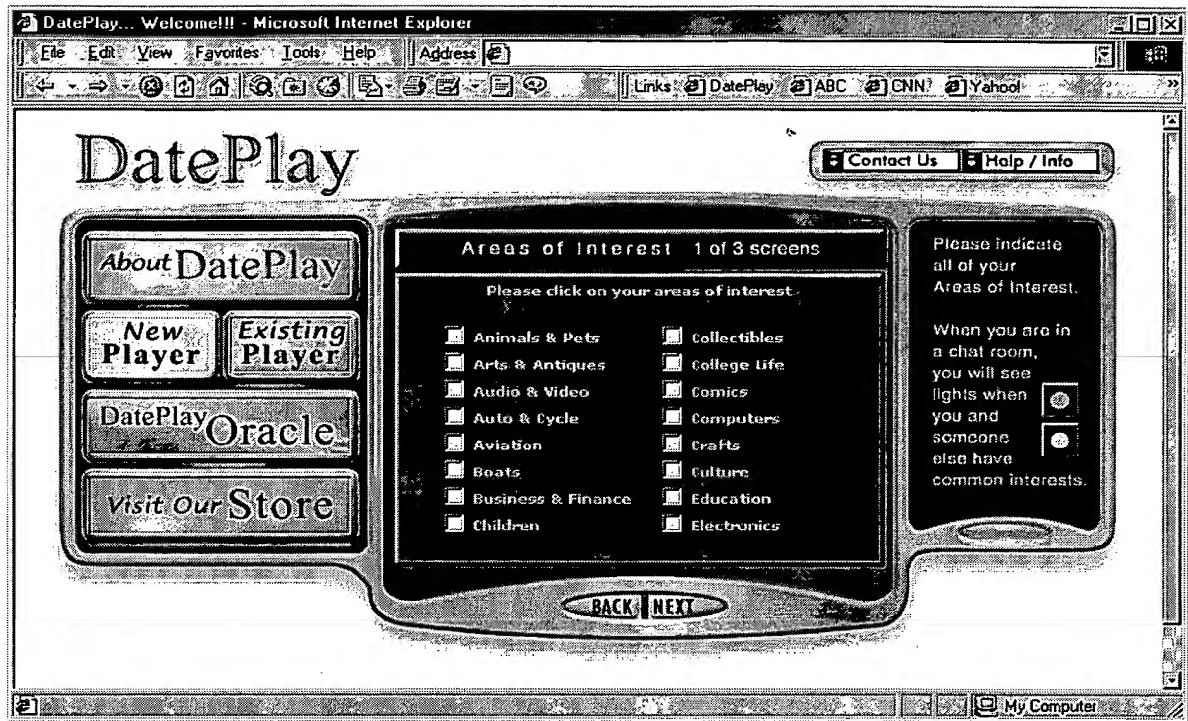 DatePlay... Welcome!!! - Microsoft Internet Explorer
File Edit View Favorites Tools Help Address
Links DatePlay ABC CNN Yahoo!
DatePlay
Contact Us Help / Info
About DatePlay
New Player
Existing Player
DatePlay Oracle
Visit Our Store
Areas of Interest 1 of 3 screens
Please click on your areas of interest.
Animals & Pets
Arts & Antiques
Audio & Video
Auto & Cycle
Aviation
Boats
Business & Finance
Children
Collectibles
College Life
Comics
Computers
Crafts
Culture
Education
Electronics
BACK NEXT
Please indicate
all of your
Areas of Interest.
When you are in
a chat room,
you will see
lights when
you and
someone
else have
common interests.
My Computer